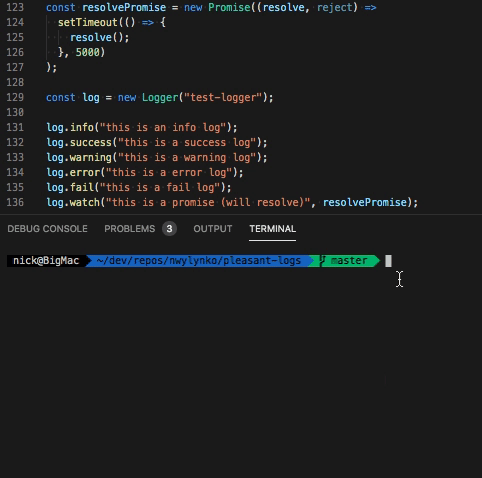 123 const resolvePromise = new Promise((resolve, reject) =>
124 setTimeout(() => {
125 resolve();
126 }, 5000)
127 );
128
129 const log = new Logger("test-logger");
130
131 log.info("this is an info log");
132 log.success("this is a success log");
133 log.warning("this is a warning log");
134 log.error("this is a error log");
135 log.fail("this is a fail log");
136 log.watch("this is a promise (will resolve)", resolvePromise);
DEBUG CONSOLE PROBLEMS 3 OUTPUT TERMINAL
nick@BigMac ~/dev/repos/nwylynko/pleasant-logs master